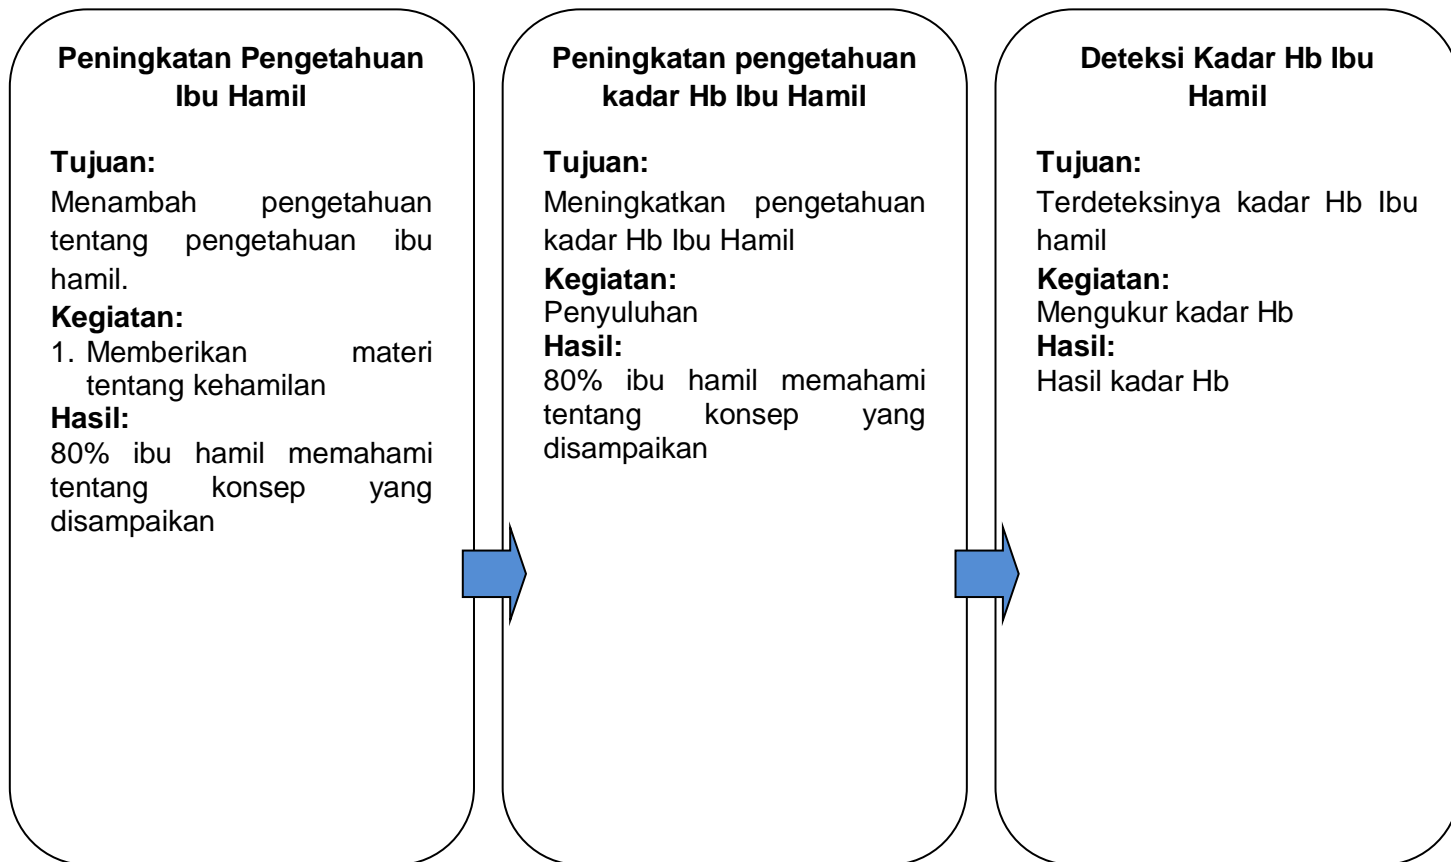 Peningkatan Pengetahuan
Ibu Hamil
Tujuan:
Menambah pengetahuan
tentang pengetahuan ibu
hamil.
Kegiatan:
1. Memberikan materi
tentang kehamilan
Hasil:
80% ibu hamil memahami
tentang konsep yang
disampaikan
Peningkatan pengetahuan
kadar Hb Ibu Hamil
Tujuan:
Meningkatkan pengetahuan
kadar Hb Ibu Hamil
Kegiatan:
Penyuluhan
Hasil:
80% ibu hamil memahami
tentang konsep yang
disampaikan
Deteksi Kadar Hb Ibu
Hamil
Tujuan:
Terdeteksinya kadar Hb Ibu
hamil
Kegiatan:
Mengukur kadar Hb
Hasil:
Hasil kadar Hb